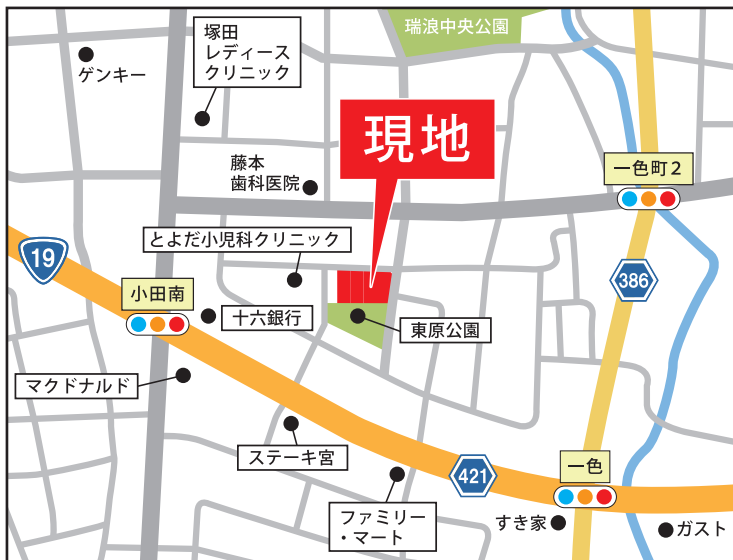 瑞浪中央公園
塚田
レディース
クリニック
ゲンキー
現地
藤本
歯科医院
一色町2
とよだ小児科クリニック
19
386
小田南
十六銀行
東原公園
マクドナルド
ステーキ宮
421
一色
ファミリー
・マート
すき家
ガスト